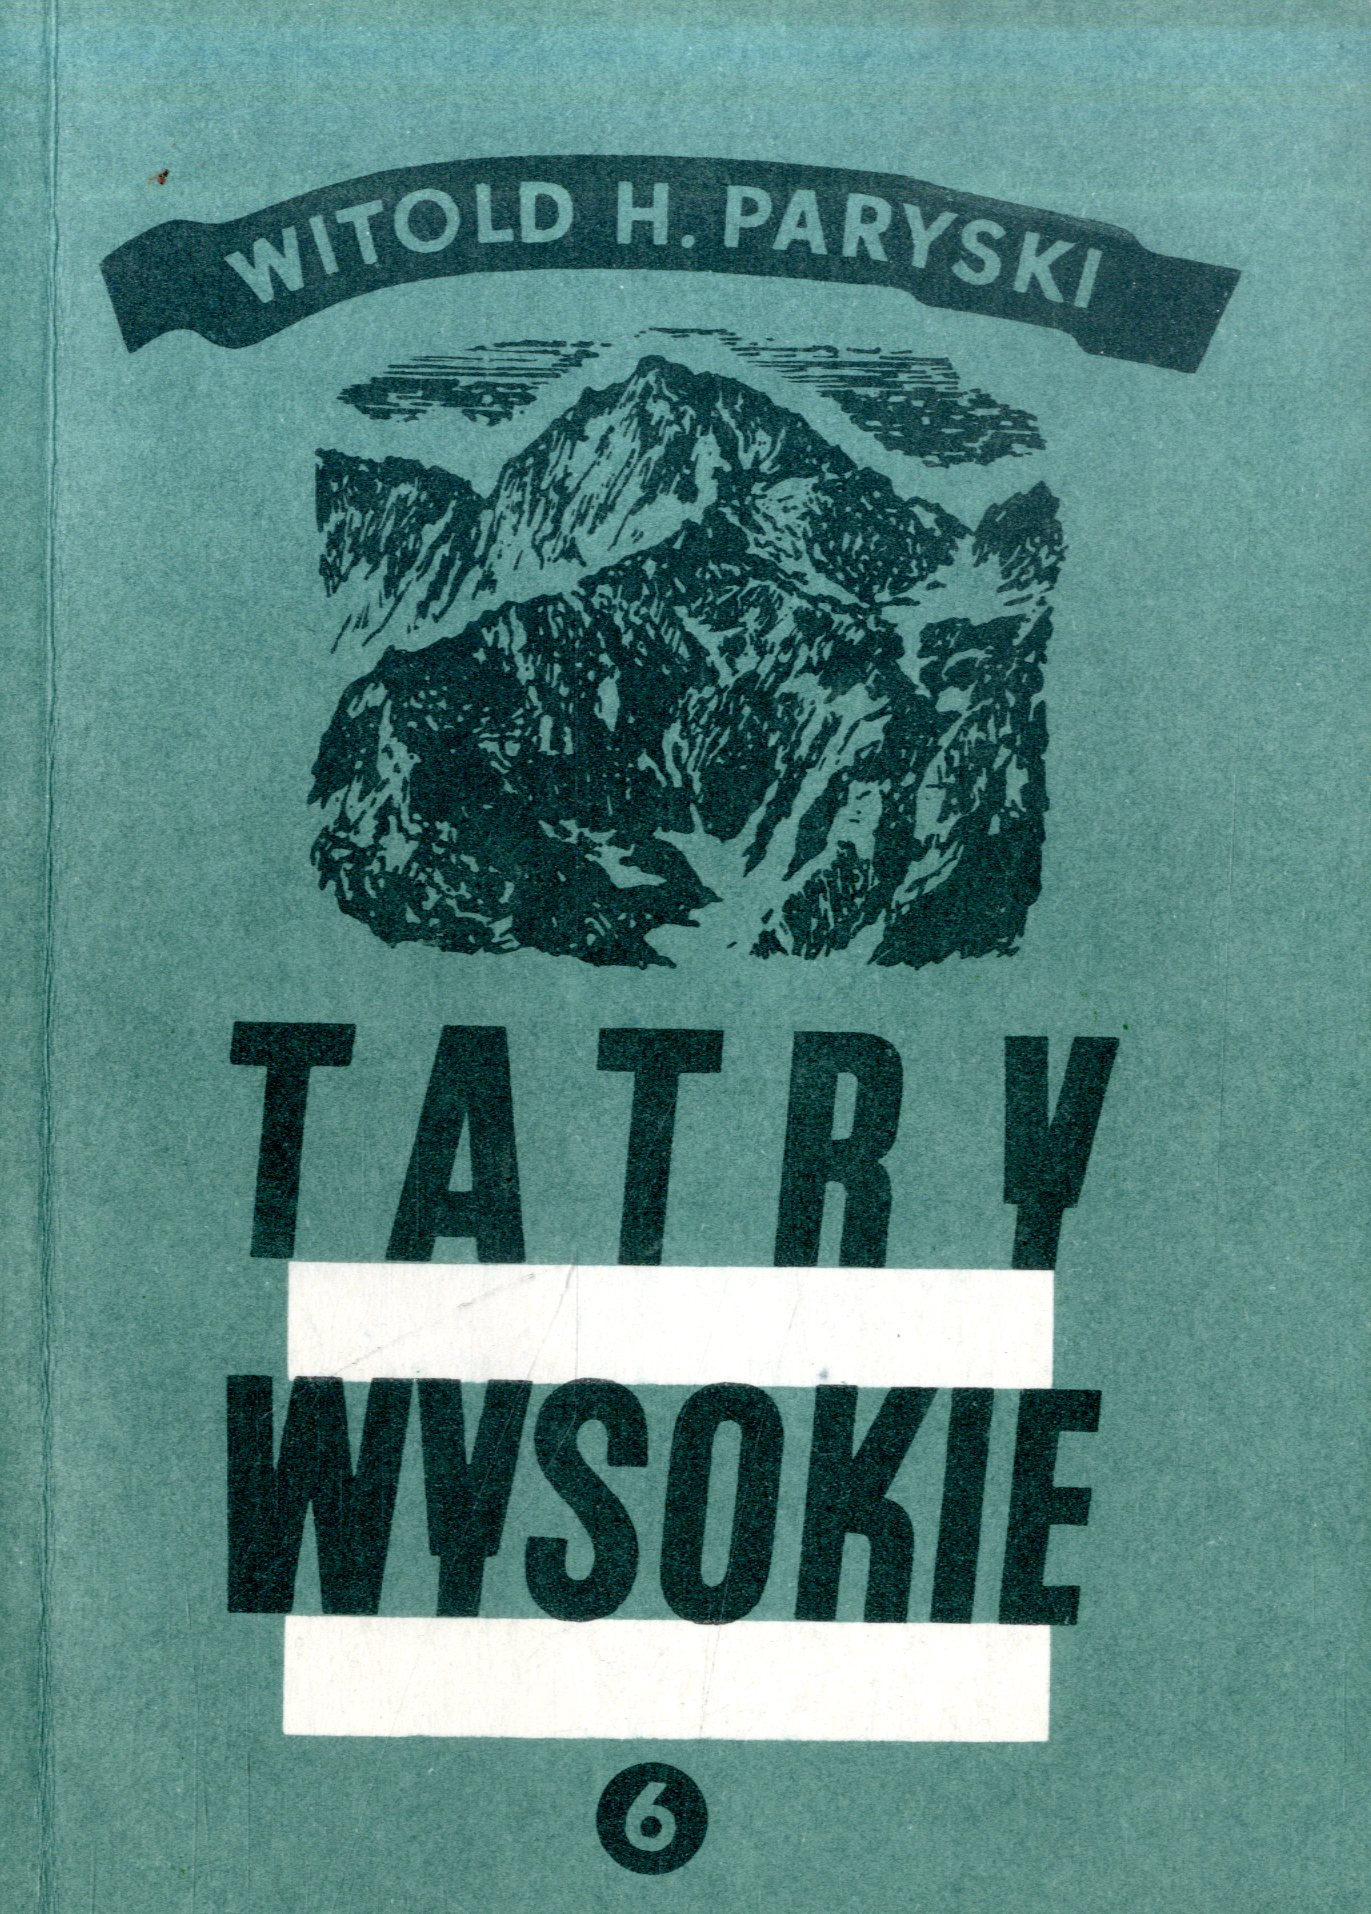 WITOLD H. PARYSKI
TATRY
WYSOKIE
6